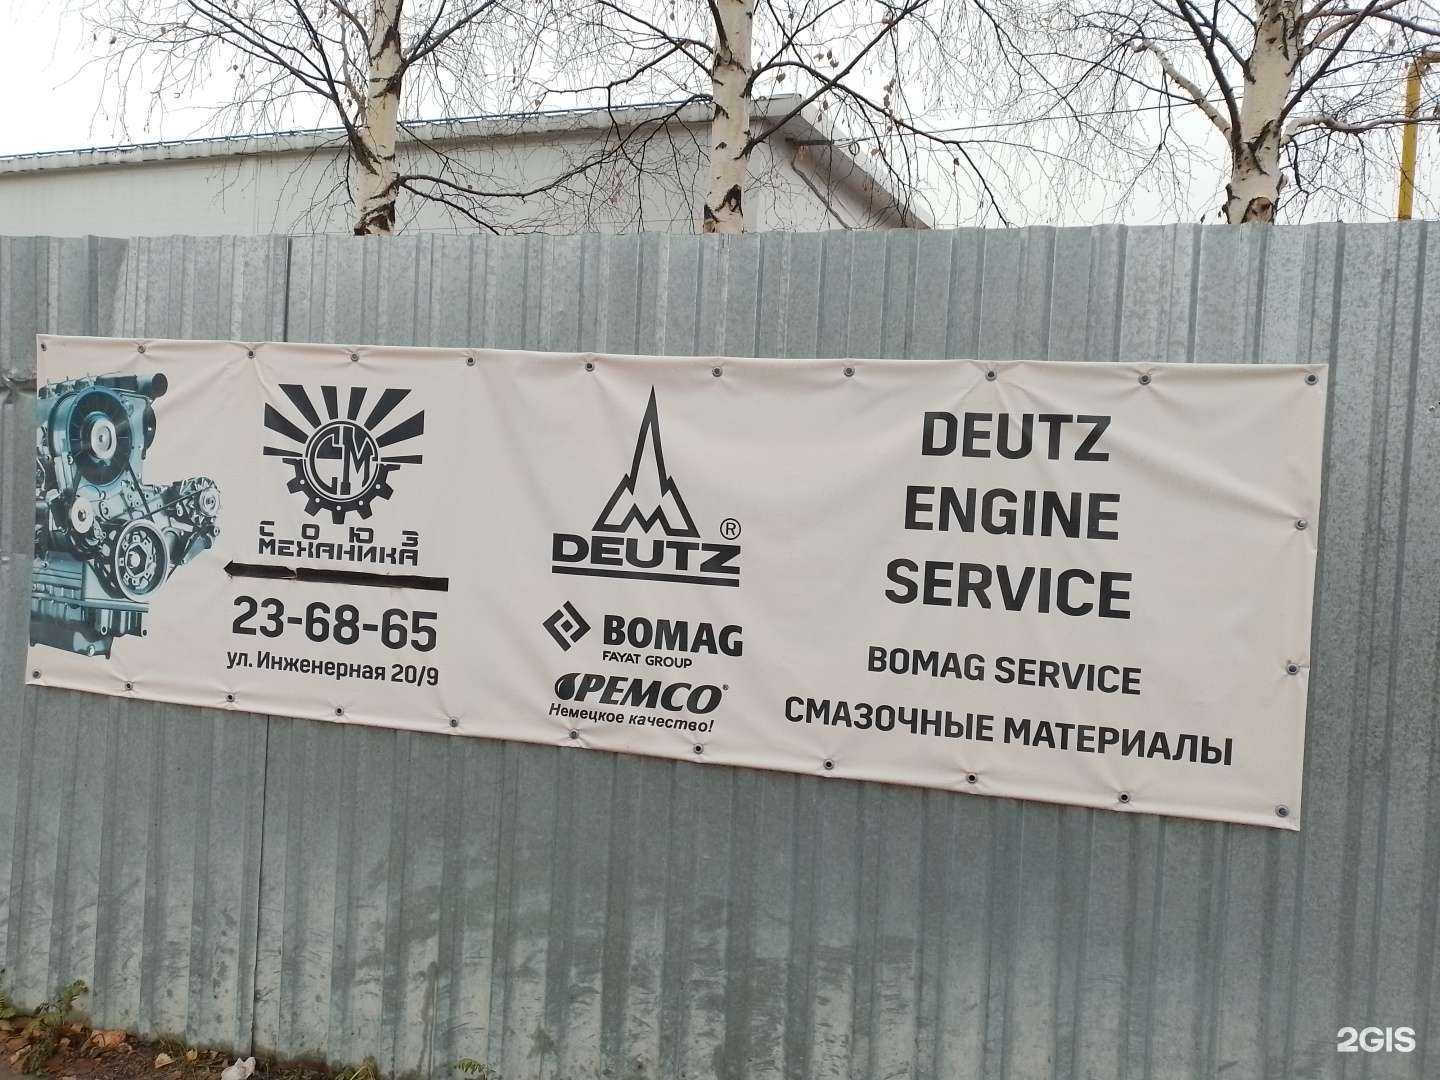 СМ
СОЮЗ
МЕХАНИКА
23-68-65
ул. Инженерная 20/9
DEUTZ®
BOMAG
FAYAT GROUP
PEMCO®
Немецкое качество!
DEUTZ
ENGINE
SERVICE
BOMAG SERVICE
СМАЗОЧНЫЕ МАТЕРИАЛЫ
2GIS